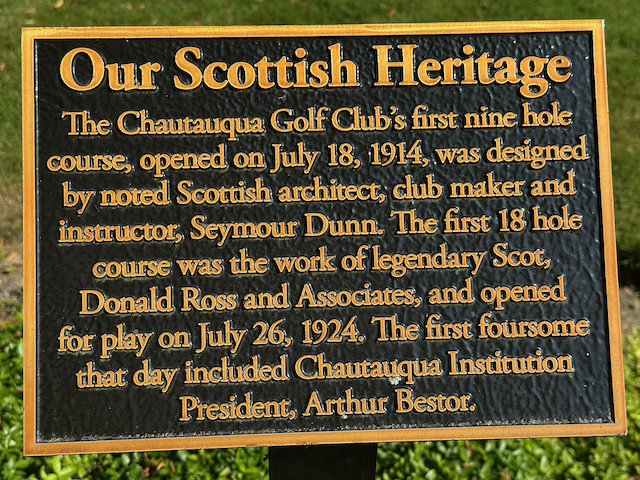 Our Scottish Heritage
The Chautauqua Golf Club's first nine hole
course, opened on July 18, 1914, was designed
by noted Scottish architect, club maker and
instructor, Seymour Dunn. The first 18 hole
course was the work of legendary Scot,
Donald Ross and Associates, and opened
for play on July 26, 1924. The first foursome
that day included Chautauqua Institution
President, Arthur Bestor.